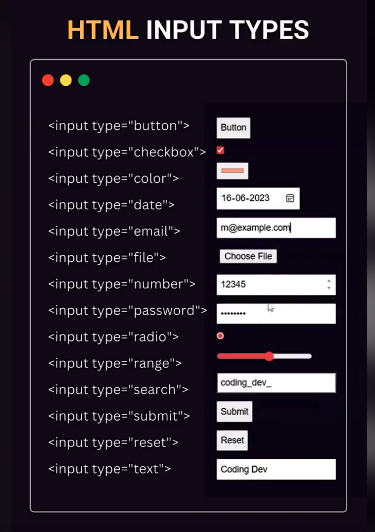 HTML INPUT TYPES
<input type="button"> Button
<input type="checkbox">
<input type="color">
<input type="date"> 16-06-2023
<input type="email"> m@example.com
<input type="file"> Choose File
<input type="number"> 12345
<input type="password"> ••••••••
<input type="radio">
<input type="range">
<input type="search"> coding_dev_
<input type="submit"> Submit
<input type="reset"> Reset
<input type="text"> Coding Dev